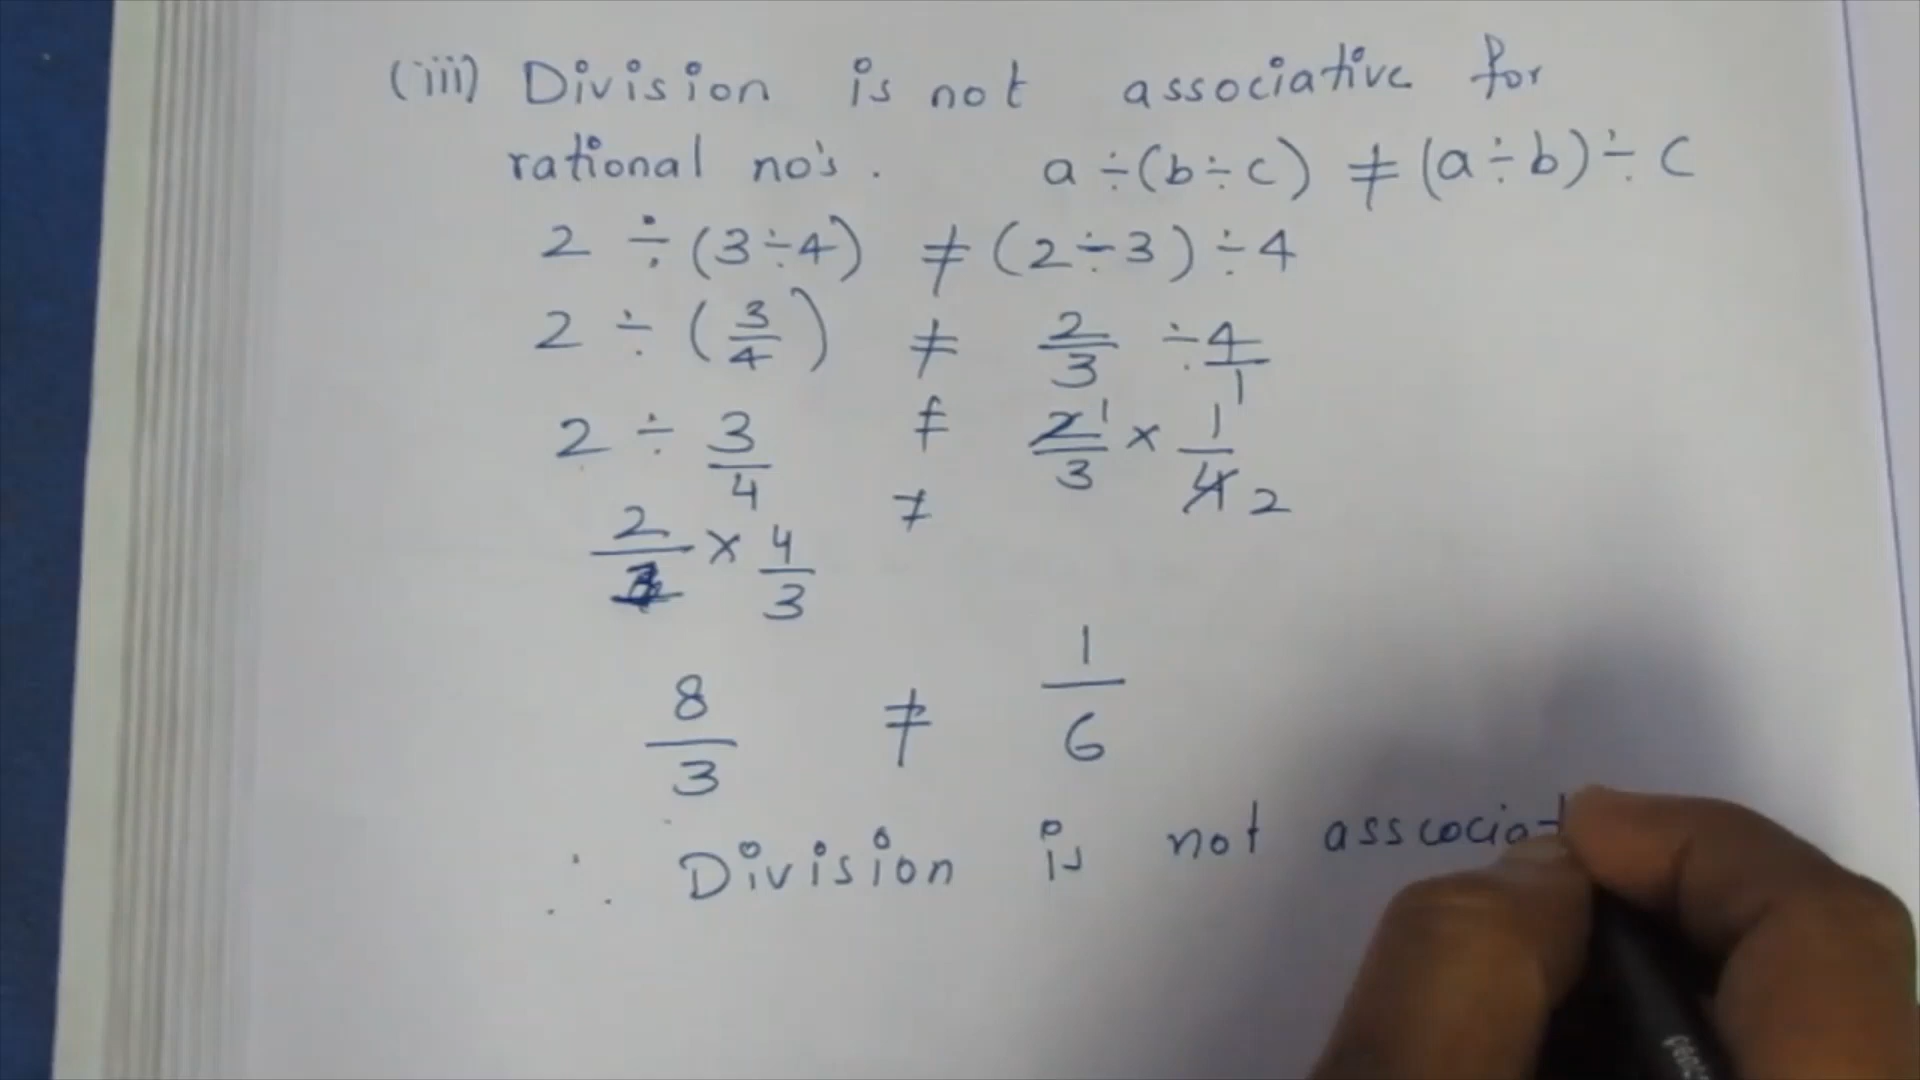 (iii) Division is not associative for
rational no's. a ÷ (b ÷ c) ≠ (a ÷ b) ÷ c
2 ÷ (3 ÷ 4) ≠ (2 ÷ 3) ÷ 4
2 ÷ (3/4) ≠ 2/3 ÷ 4/1
2 ÷ 3/4 ≠ 2 1/3 × 1/4 2
2/1 × 4/3 ≠
8/3 ≠ 1/6
∴ Division is not asscociat